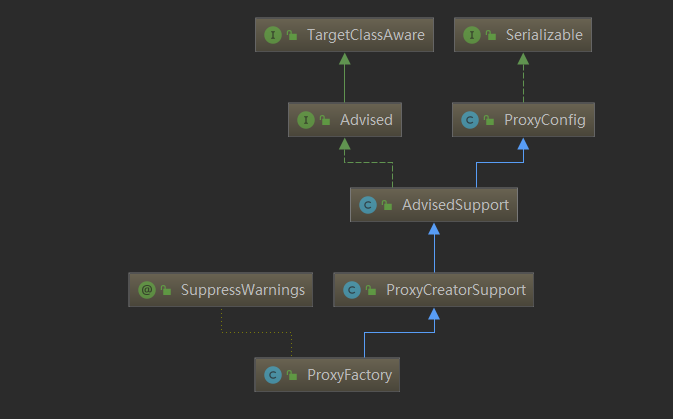 I TargetClassAware
I Serializable
I Advised
C ProxyConfig
C AdvisedSupport
@ SuppressWarnings
C ProxyCreatorSupport
C ProxyFactory